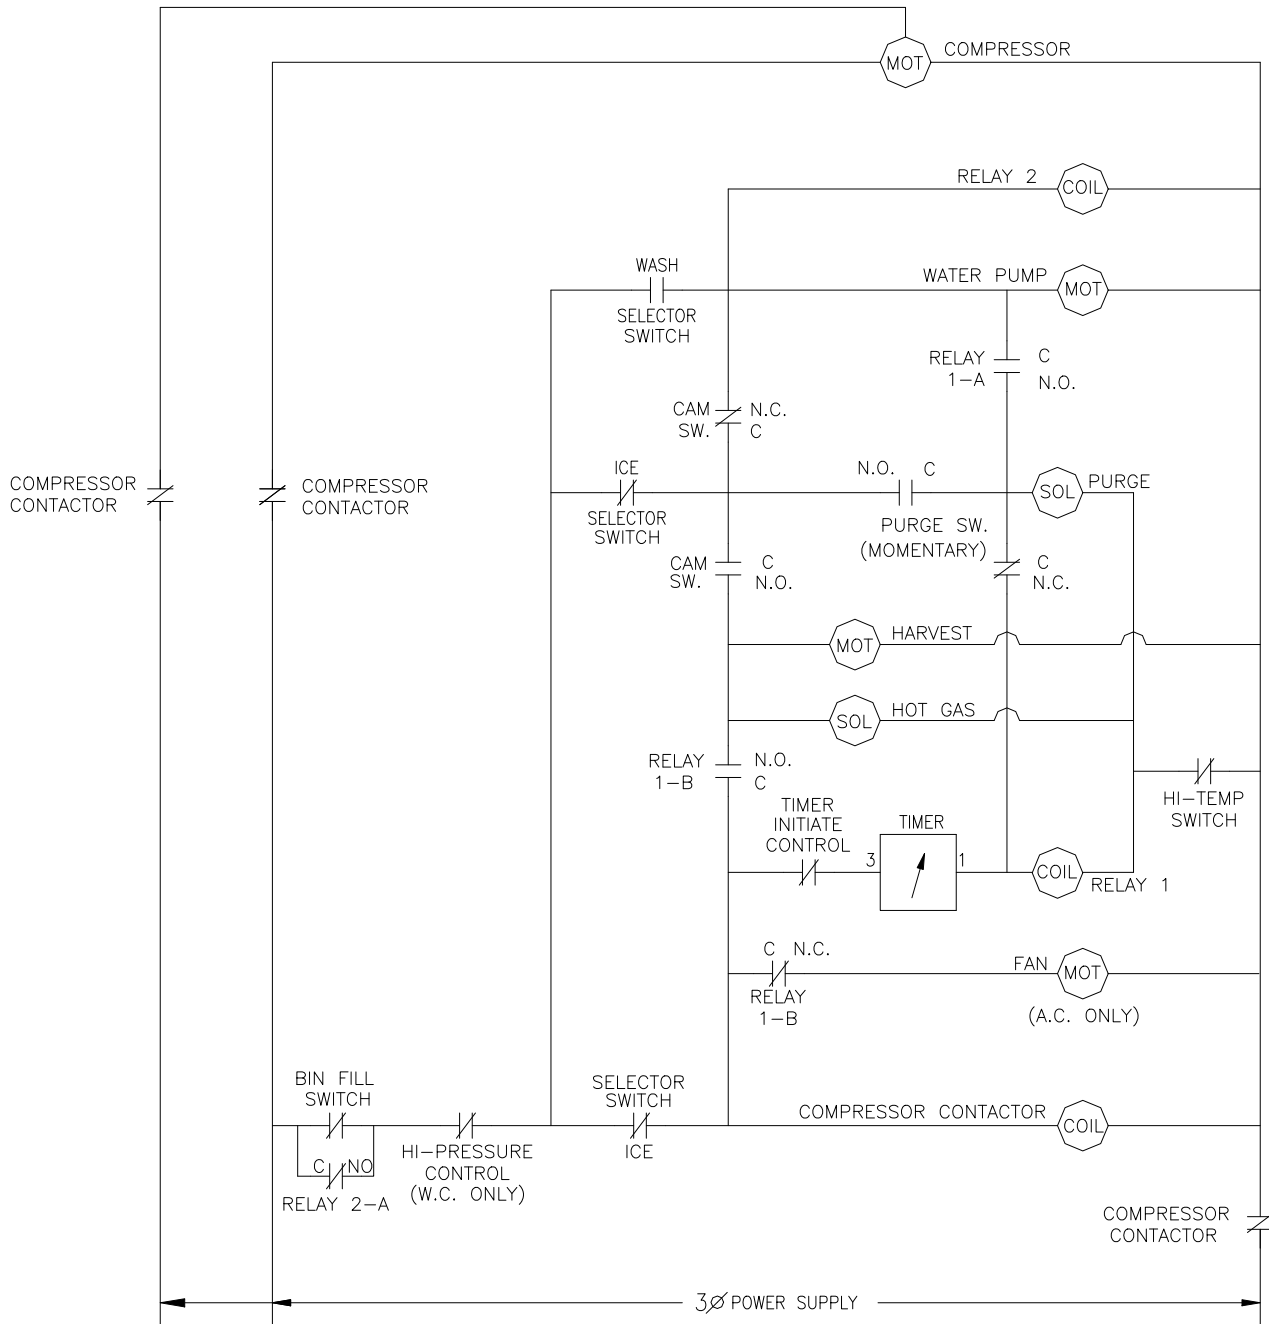 MOT
COMPRESSOR
RELAY 2
COIL
WASH
SELECTOR
SWITCH
WATER PUMP
MOT
RELAY
1-A
C
N.O.
CAM
SW.
N.C.
C
COMPRESSOR
CONTACTOR
COMPRESSOR
CONTACTOR
ICE
SELECTOR
SWITCH
N.O. C
PURGE SW.
(MOMENTARY)
SOL
PURGE
CAM
SW.
C
N.O.
C
N.C.
MOT
HARVEST
SOL
HOT GAS
RELAY
1-B
N.O.
C
HI-TEMP
SWITCH
TIMER
INITIATE
CONTROL
3
TIMER
1
COIL
RELAY 1
C N.C.
RELAY
1-B
FAN
MOT
(A.C. ONLY)
BIN FILL
SWITCH
C NO
RELAY 2-A
HI-PRESSURE
CONTROL
(W.C. ONLY)
SELECTOR
SWITCH
ICE
COMPRESSOR CONTACTOR
COIL
COMPRESSOR
CONTACTOR
3Ø POWER SUPPLY